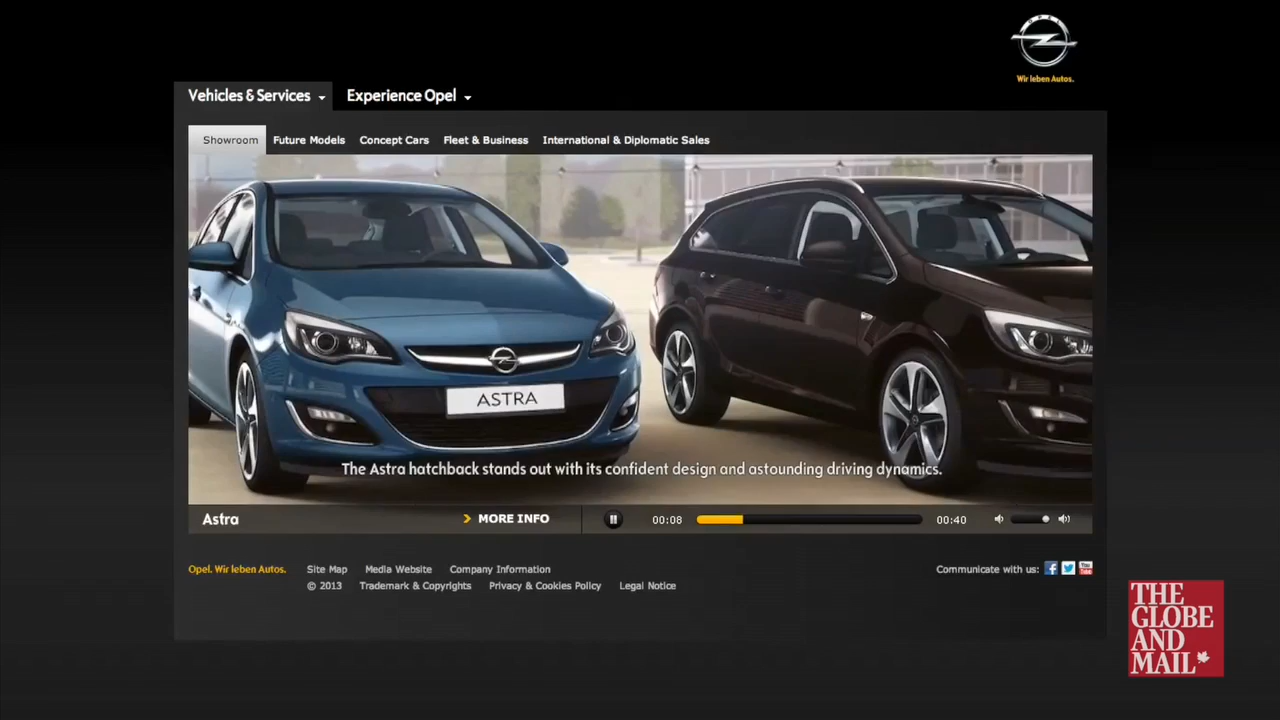 OPEL
Wir leben Autos.
Vehicles & Services
Experience Opel
Showroom
Future Models
Concept Cars
Fleet & Business
International & Diplomatic Sales
ASTRA
The Astra hatchback stands out with its confident design and astounding driving dynamics.
Astra
MORE INFO
00:08
00:40
Opel. Wir leben Autos.
Site Map
Media Website
Company Information
Communicate with us:
You
Tube
© 2013
Trademark & Copyrights
Privacy & Cookies Policy
Legal Notice
THE
GLOBE
AND
MAIL